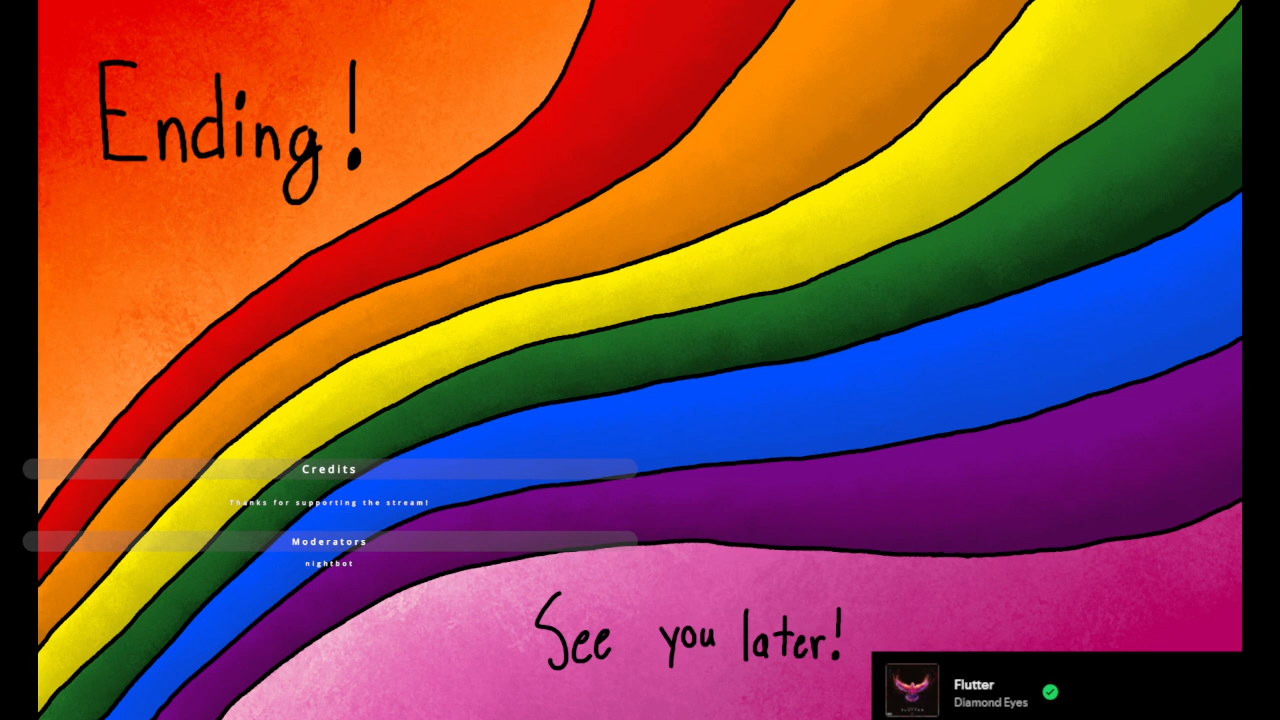 Ending!
Credits
Thanks for supporting the stream!
Moderators
nightbot
See you later!
Flutter
Diamond Eyes